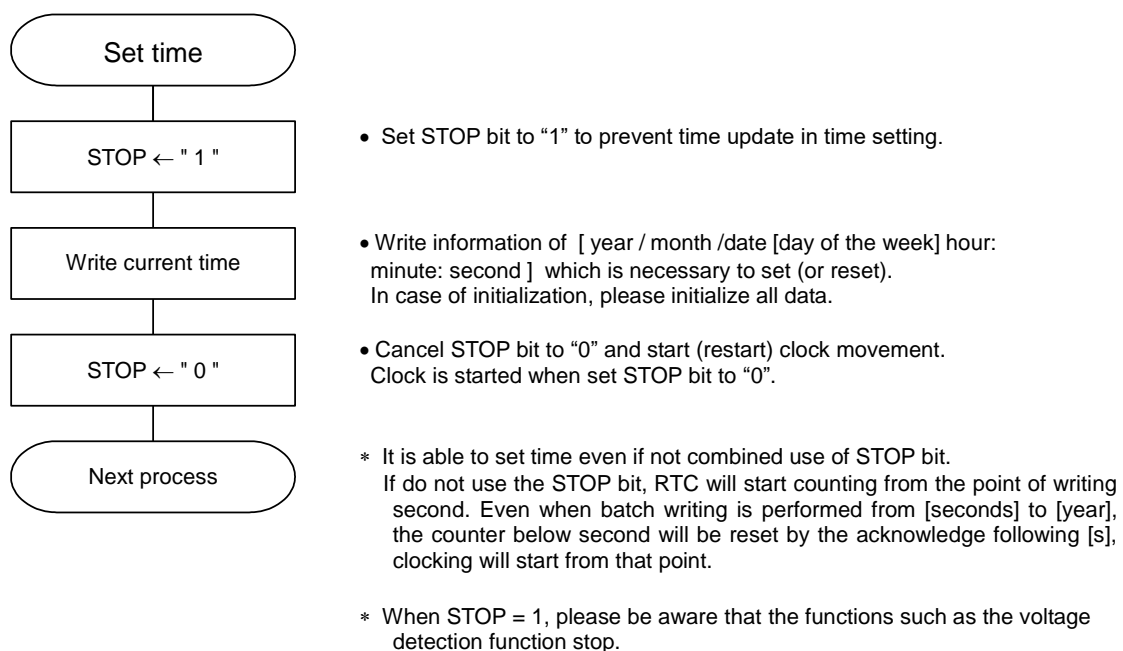 Set time
STOP ← " 1 "
• Set STOP bit to “1” to prevent time update in time setting.
Write current time
• Write information of [ year / month /date [day of the week] hour:
minute: second ] which is necessary to set (or reset).
In case of initialization, please initialize all data.
STOP ← " 0 "
• Cancel STOP bit to “0” and start (restart) clock movement.
Clock is started when set STOP bit to “0”.
Next process
* It is able to set time even if not combined use of STOP bit.
If do not use the STOP bit, RTC will start counting from the point of writing
second. Even when batch writing is performed from [seconds] to [year],
the counter below second will be reset by the acknowledge following [s],
clocking will start from that point.
* When STOP = 1, please be aware that the functions such as the voltage
detection function stop.